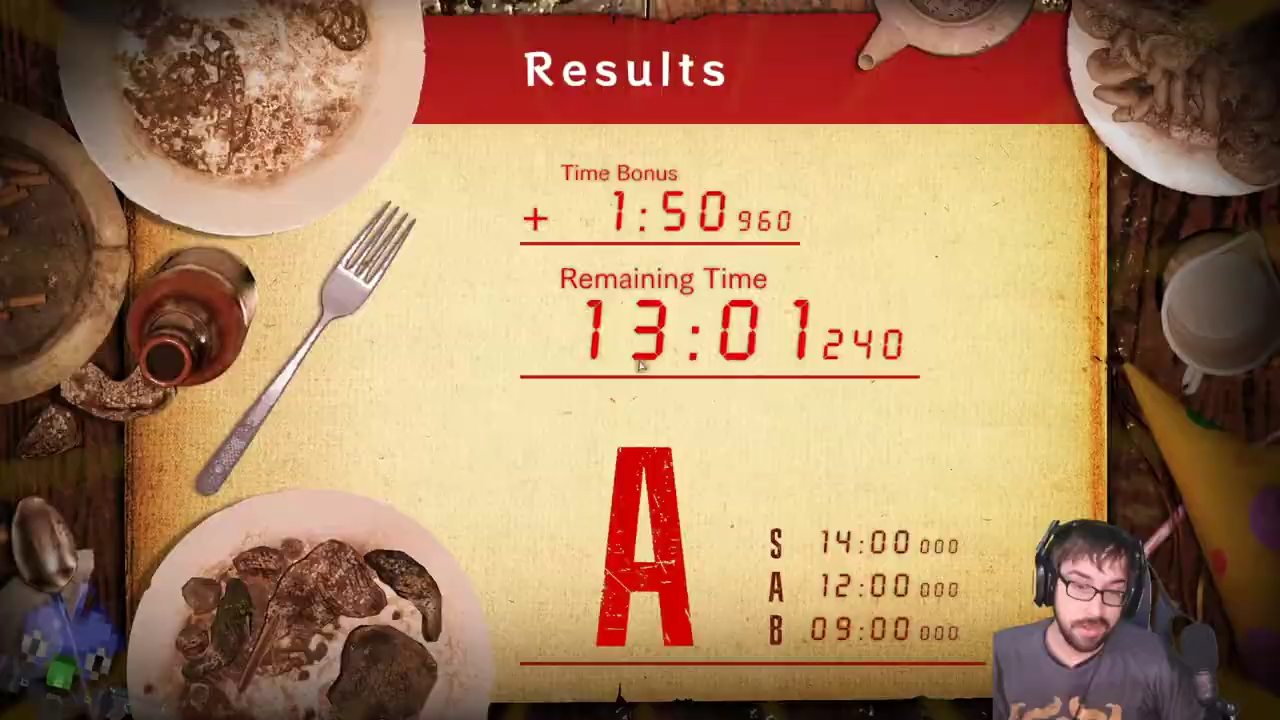 Results
Time Bonus
+ 1:50 960
Remaining Time
13:01 240
A
S 14:00 000
A 12:00 000
B 09:00 000